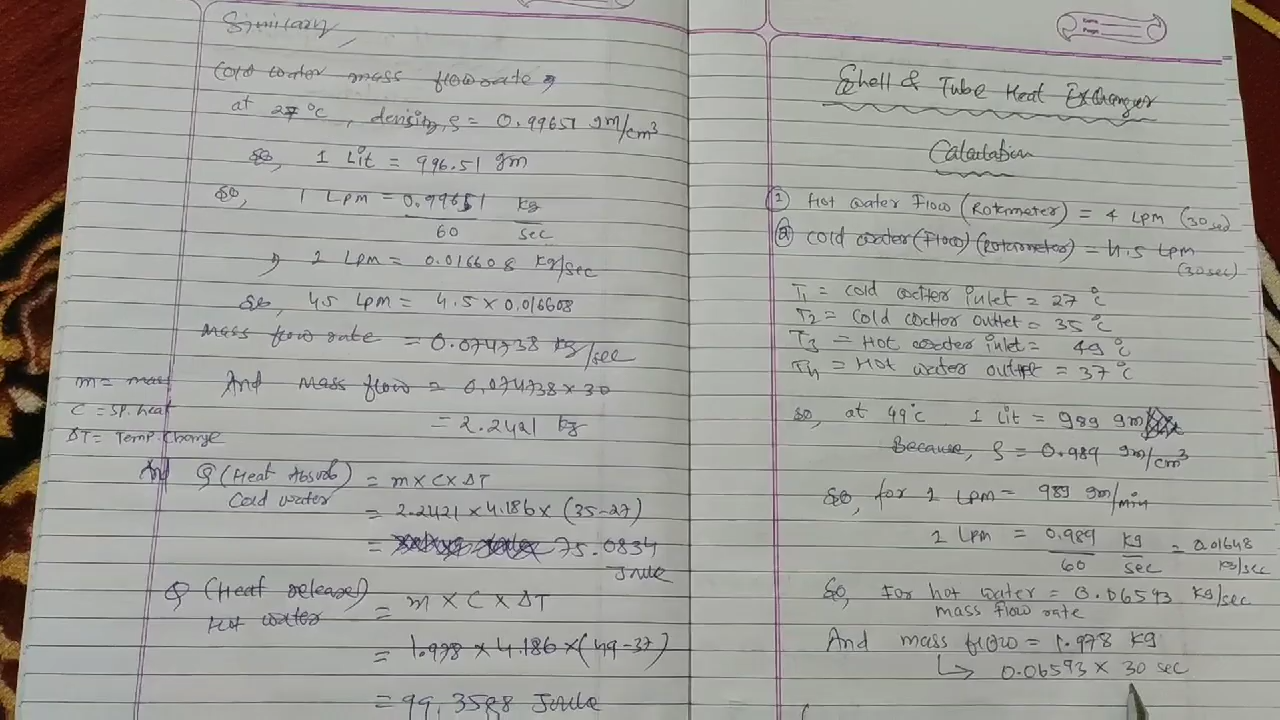 Similary,
Cold water mass flow rate,
at 27 °C, density, ρ = 0.99651 gm/cm³
so, 1 Lit = 996.51 gm
so, 1 LPM = 0.99651 kg
60 sec
⇒ 1 LPM = 0.016608 kg/sec
so, 4.5 LPM = 4.5 × 0.016608
mass flow rate = 0.074738 kg/sec
m = mass
And mass flow = 0.074738 × 30
C = sp. heat
= 2.2421 kg
ΔT = Temp. Change
And Q (Heat Absorb) = m × C × ΔT
Cold water
= 2.2421 × 4.186 × (35-27)
= 75.0834
Joule
Q (Heat released) = m × C × ΔT
Hot water
= 1.978 × 4.186 × (49-37)
= 99.3588 Joule
Shell & Tube Heat Exchanger
Calculation
① Hot water Flow (Rotameter) = 4 LPM (30 sec)
② Cold water (Flow) (Rotameter) = 4.5 LPM
(30 sec)
T1 = Cold water inlet = 27 °C
T2 = Cold water outlet = 35 °C
T3 = Hot water inlet = 49 °C
T4 = Hot water outlet = 37 °C
so, at 49°C 1 Lit = 989 gm
Because, ρ = 0.989 gm/cm³
so, for 1 LPM = 989 gm/min
1 LPM = 0.989 kg = 0.01648
60 sec kg/sec
so, For hot water = 0.06593 kg/sec
mass flow rate
And mass flow = 1.978 kg
↳ 0.06593 × 30 sec